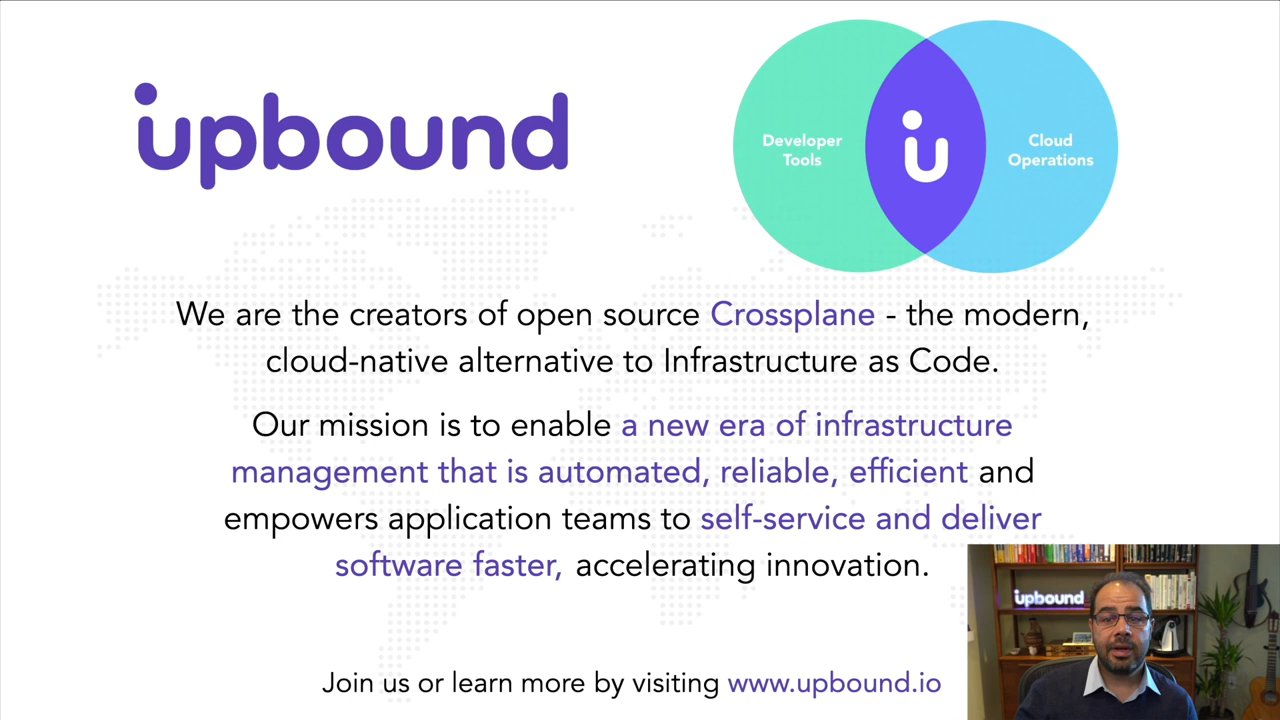 upbound
Developer
Tools
Cloud
Operations
We are the creators of open source Crossplane - the modern,
cloud-native alternative to Infrastructure as Code.
Our mission is to enable a new era of infrastructure
management that is automated, reliable, efficient and
empowers application teams to self-service and deliver
software faster, accelerating innovation.
upbound
Join us or learn more by visiting www.upbound.io